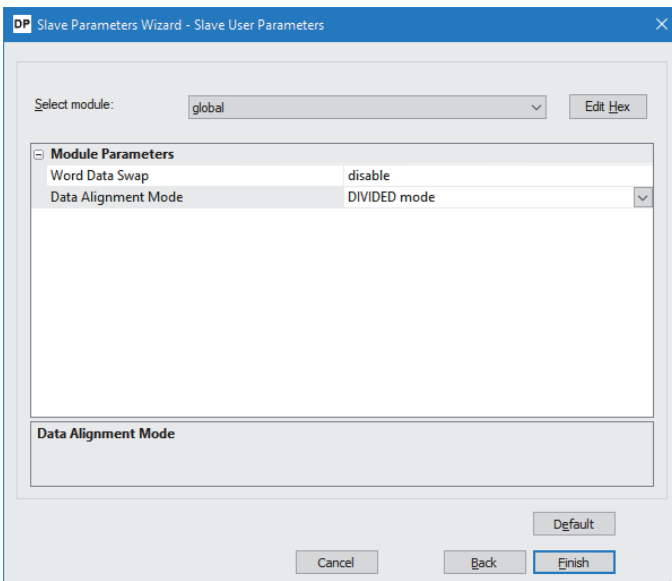 DP Slave Parameters Wizard - Slave User Parameters
Select module: global Edit Hex
Module Parameters
Word Data Swap disable
Data Alignment Mode DIVIDED mode
Data Alignment Mode
Default
Cancel Back Finish